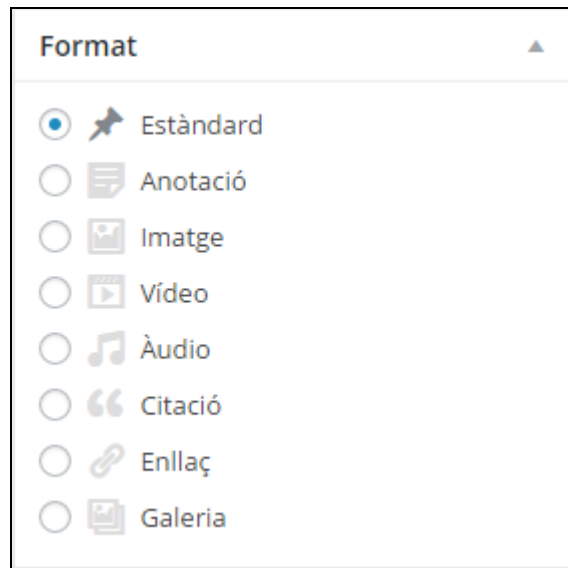 Format
Estàndard
Anotació
Imatge
Vídeo
Àudio
Citació
Enllaç
Galeria